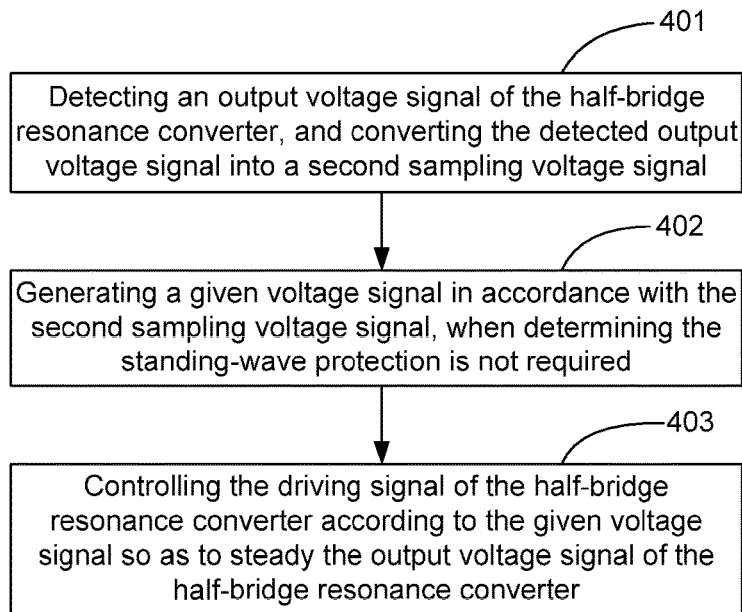 401
Detecting an output voltage signal of the half-bridge
resonance converter, and converting the detected output
voltage signal into a second sampling voltage signal
402
Generating a given voltage signal in accordance with the
second sampling voltage signal, when determining the
standing-wave protection is not required
403
Controlling the driving signal of the half-bridge
resonance converter according to the given voltage
signal so as to steady the output voltage signal of the
half-bridge resonance converter